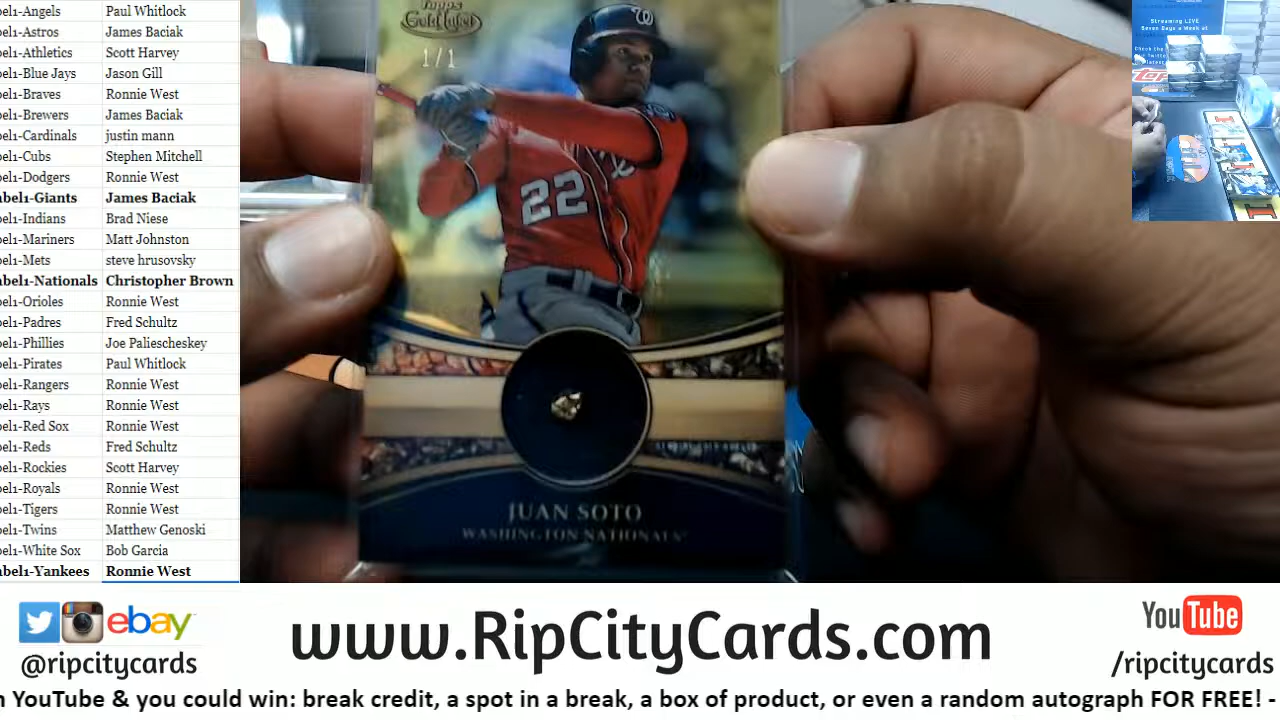 bel1-Angels Paul Whitlock
bel1-Astros James Baciak
bel1-Athletics Scott Harvey
bel1-Blue Jays Jason Gill
bel1-Braves Ronnie West
bel1-Brewers James Baciak
bel1-Cardinals justin mann
bel1-Cubs Stephen Mitchell
bel1-Dodgers Ronnie West
abel1-Giants James Baciak
bel1-Indians Brad Niese
bel1-Mariners Matt Johnston
bel1-Mets steve hrusovsky
abel1-Nationals Christopher Brown
bel1-Orioles Ronnie West
bel1-Padres Fred Schultz
bel1-Phillies Joe Paliescheskey
bel1-Pirates Paul Whitlock
bel1-Rangers Ronnie West
bel1-Rays Ronnie West
bel1-Red Sox Ronnie West
bel1-Reds Fred Schultz
bel1-Rockies Scott Harvey
bel1-Royals Ronnie West
bel1-Tigers Ronnie West
bel1-Twins Matthew Genoski
bel1-White Sox Bob Garcia
abel1-Yankees Ronnie West
Topps
Gold Label
1/1
W
22
JUAN SOTO
WASHINGTON NATIONALS
Streaming LIVE
Seven Days a Week at
ebay
@ripcitycards
www.RipCityCards.com
YouTube
/ripcitycards
n YouTube & you could win: break credit, a spot in a break, a box of product, or even a random autograph FOR FREE! -